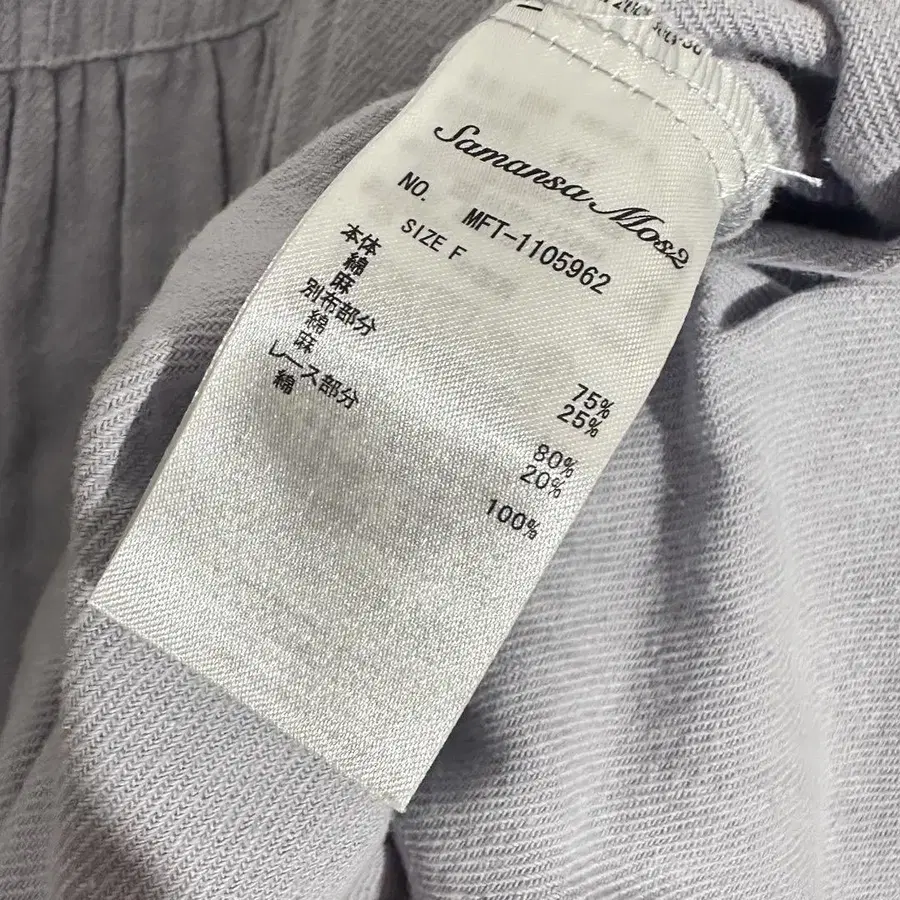 Samansa Mos2
NO. MFT-1105962
SIZE F
本体
綿 75%
麻 25%
別布部分
綿 80%
麻 20%
レース部分
綿 100%